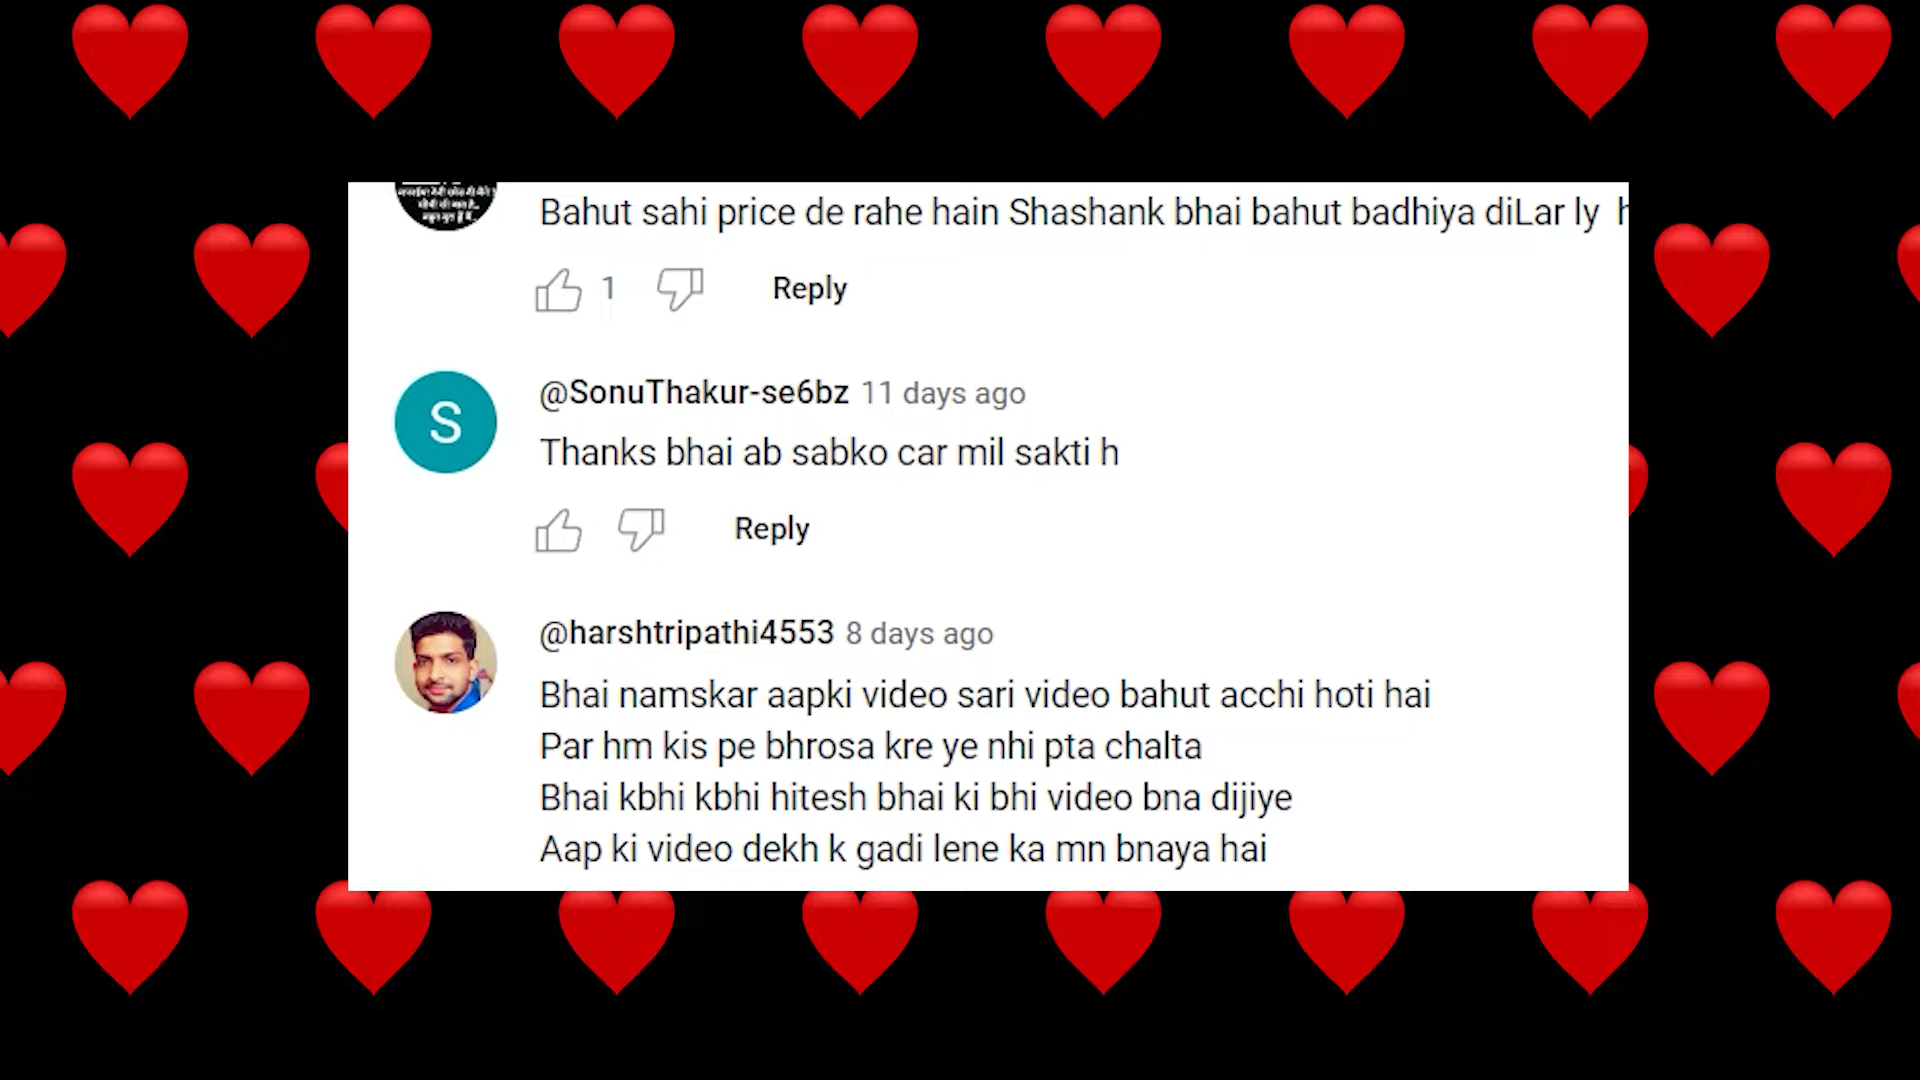 Bahut sahi price de rahe hain Shashank bhai bahut badhiya diLar ly
1 Reply
S
@SonuThakur-se6bz 11 days ago
Thanks bhai ab sabko car mil sakti h
Reply
@harshtripathi4553 8 days ago
Bhai namskar aapki video sari video bahut acchi hoti hai
Par hm kis pe bhrosa kre ye nhi pta chalta
Bhai kbhi kbhi hitesh bhai ki bhi video bna dijiye
Aap ki video dekh k gadi lene ka mn bnaya hai